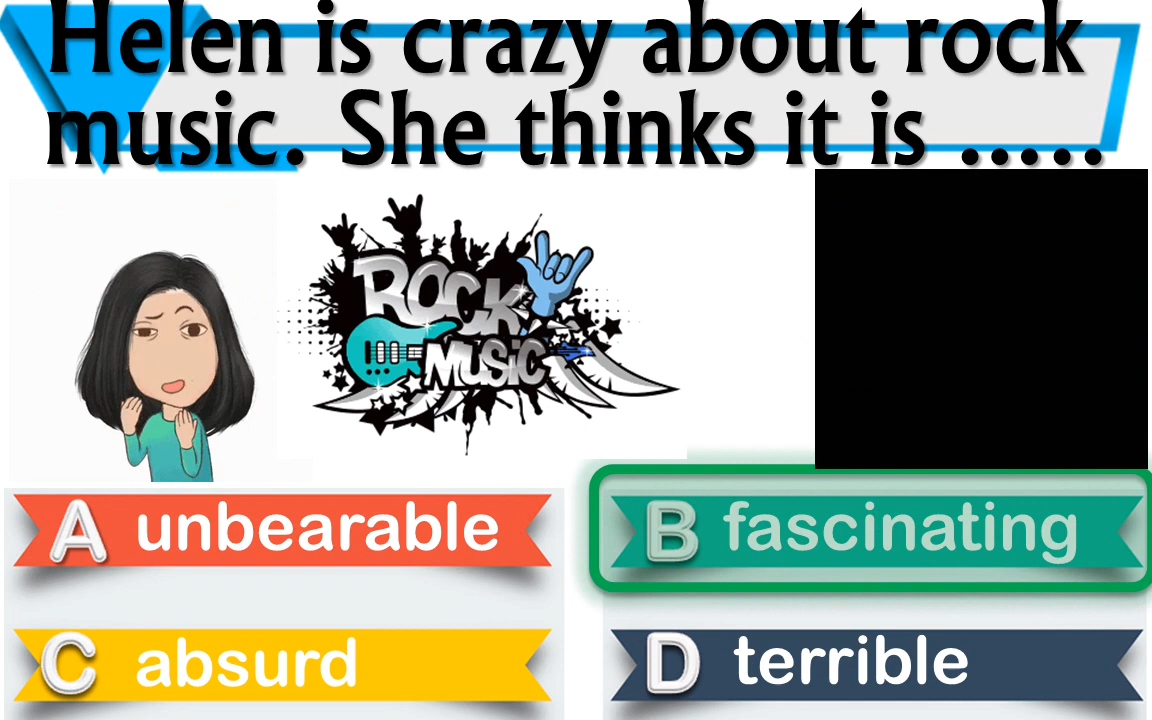 Helen is crazy about rock
music. She thinks it is .....
ROCK
MUSiC
A unbearable
B fascinating
C absurd
D terrible